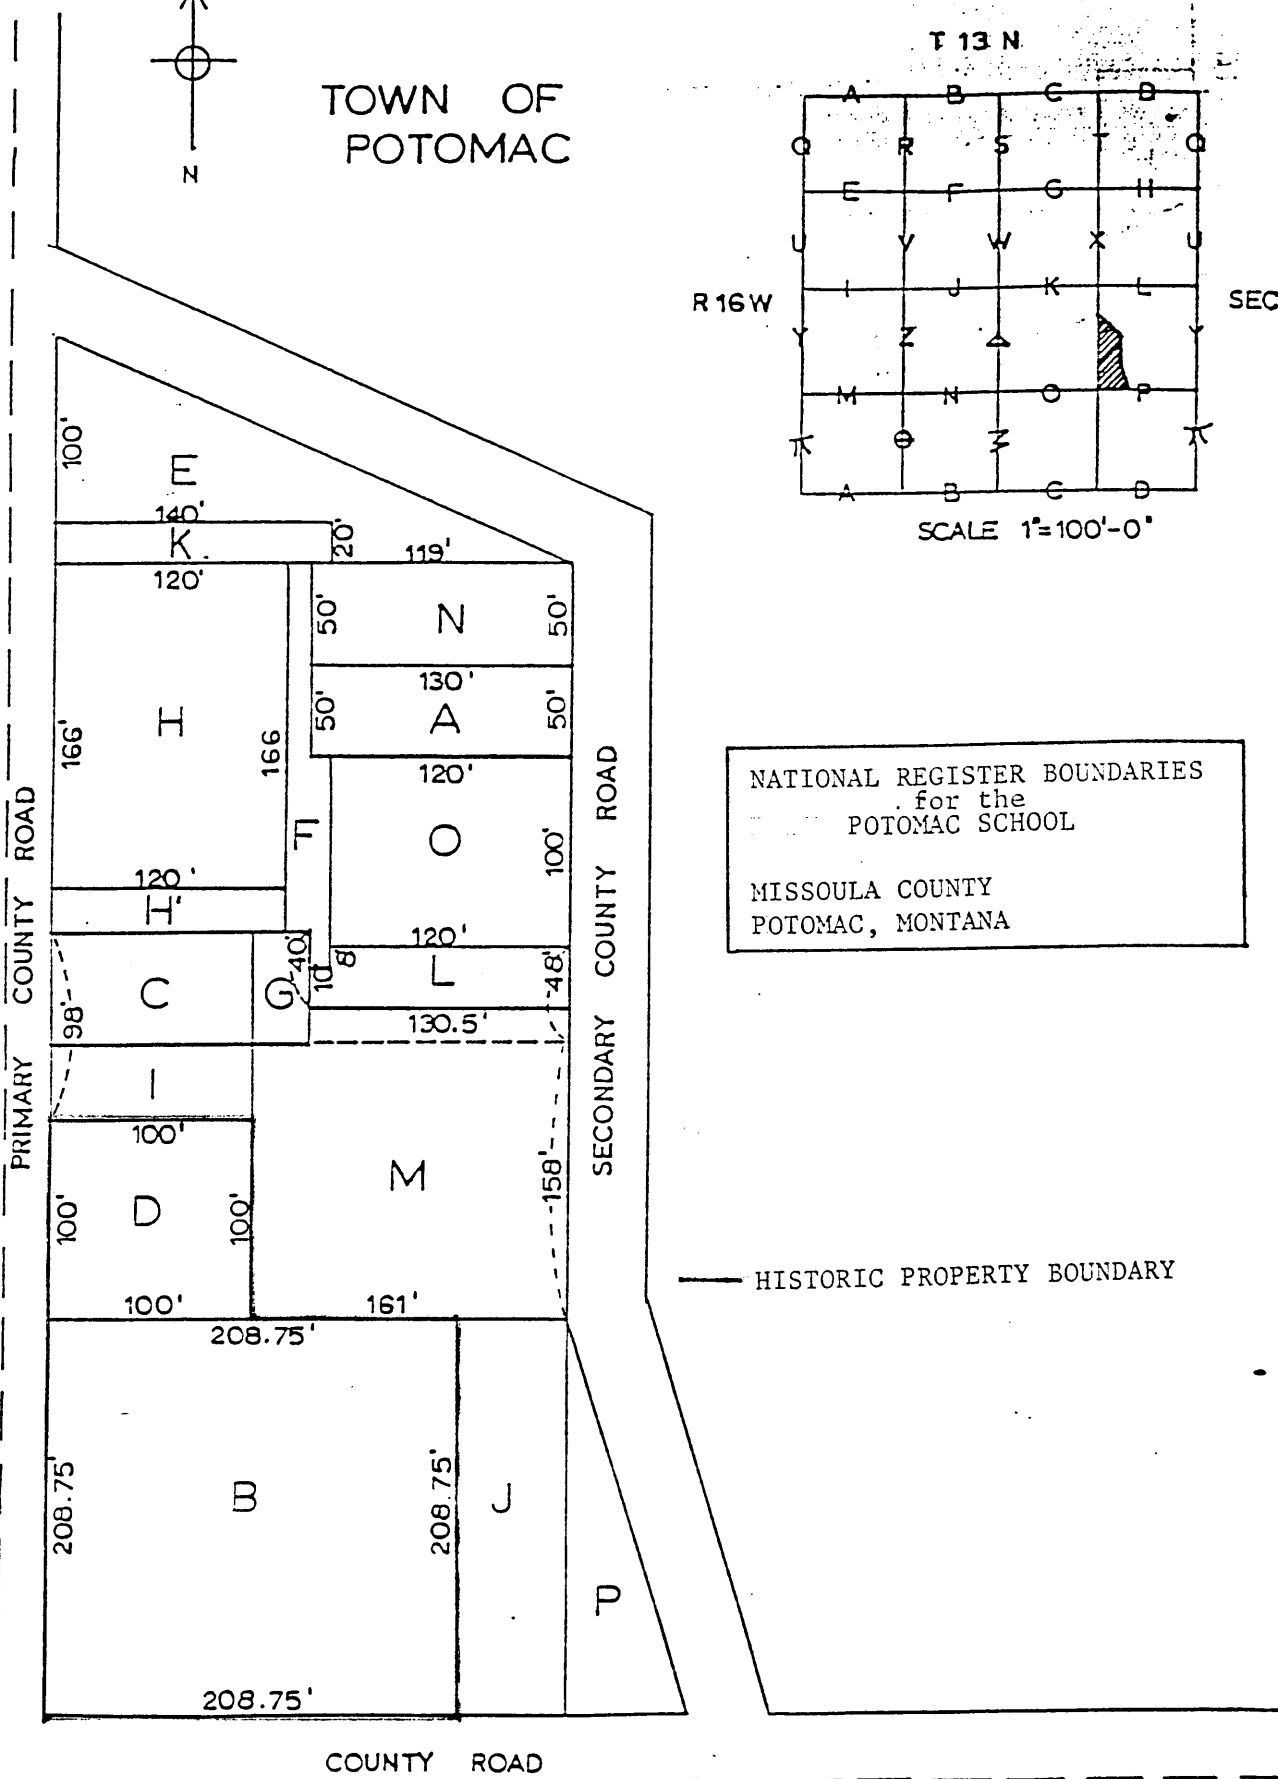 TOWN OF
POTOMAC
N
T 13 N
A B C D
Q R S T Q
E F G H
U V W X U
R 16 W
SEC
I J K L
Y Z Δ Y
M N O P
π Θ Σ π
A B C D
SCALE 1"=100'-0"
100'
E
140'
K
20'
119'
120'
50'
N
50'
130'
50'
A
50'
166'
H
166
120'
F
O
100'
120'
H'
120'
40'
10'
8'
L
48'
C
G
98'
130.5'
I
100'
M
158'
100'
D
100'
100'
161'
208.75'
208.75'
B
208.75'
J
P
208.75'
PRIMARY COUNTY ROAD
SECONDARY COUNTY ROAD
COUNTY ROAD
NATIONAL REGISTER BOUNDARIES
for the
POTOMAC SCHOOL
MISSOULA COUNTY
POTOMAC, MONTANA
HISTORIC PROPERTY BOUNDARY